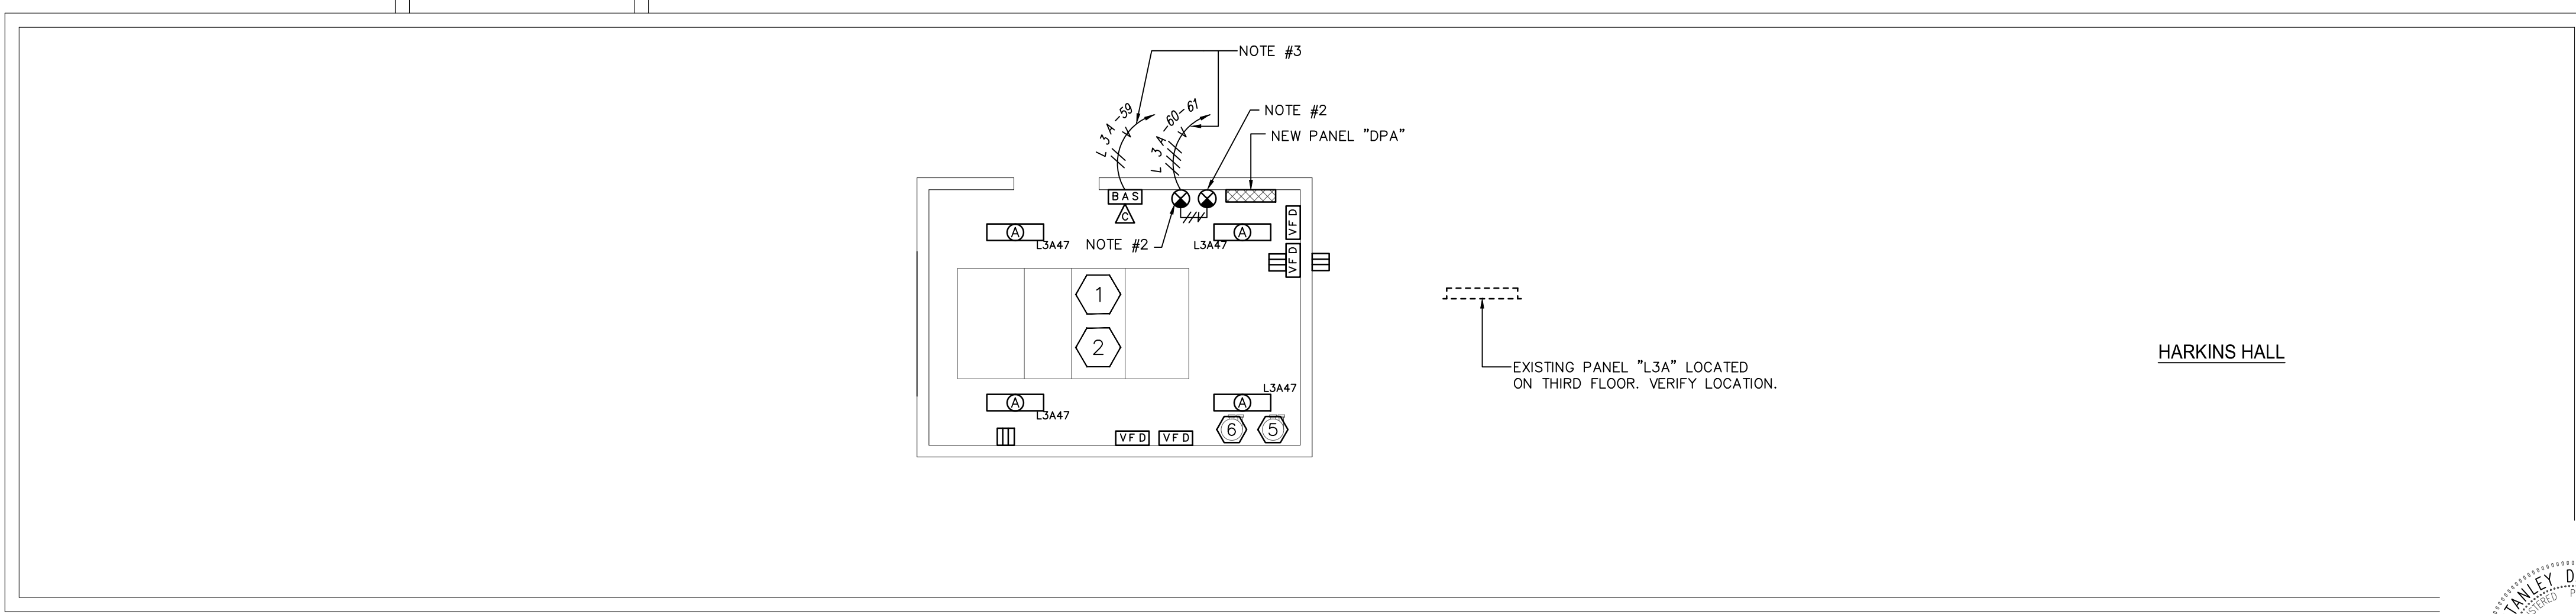 NOTE #3
L3A-59
L3A-60-61
NOTE #2
NEW PANEL "DPA"
BAS
C
VFD
A
L3A47
NOTE #2
A
L3A47
VFD
1
2
EXISTING PANEL "L3A" LOCATED
ON THIRD FLOOR. VERIFY LOCATION.
HARKINS HALL
L3A47
A
L3A47
A
VFD
VFD
6
5
TANLEY D